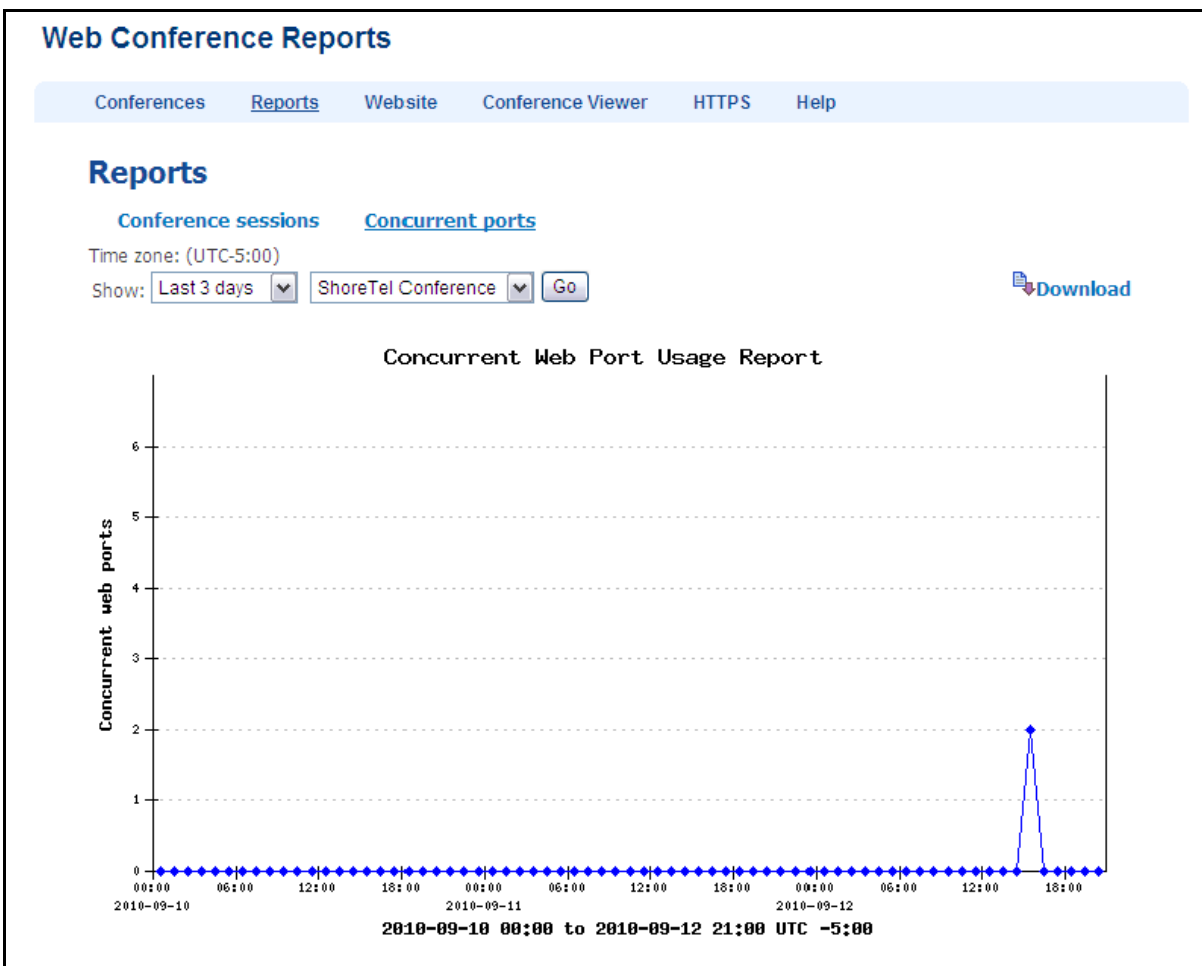 Web Conference Reports
Conferences Reports Website Conference Viewer HTTPS Help
Reports
Conference sessions Concurrent ports
Time zone: (UTC-5:00)
Show: Last 3 days ShoreTel Conference Go Download
Concurrent Web Port Usage Report
6
5
4
3
2
1
0
Concurrent web ports
00:00 06:00 12:00 18:00 00:00 06:00 12:00 18:00 00:00 06:00 12:00 18:00
2010-09-10 2010-09-11 2010-09-12
2010-09-10 00:00 to 2010-09-12 21:00 UTC -5:00